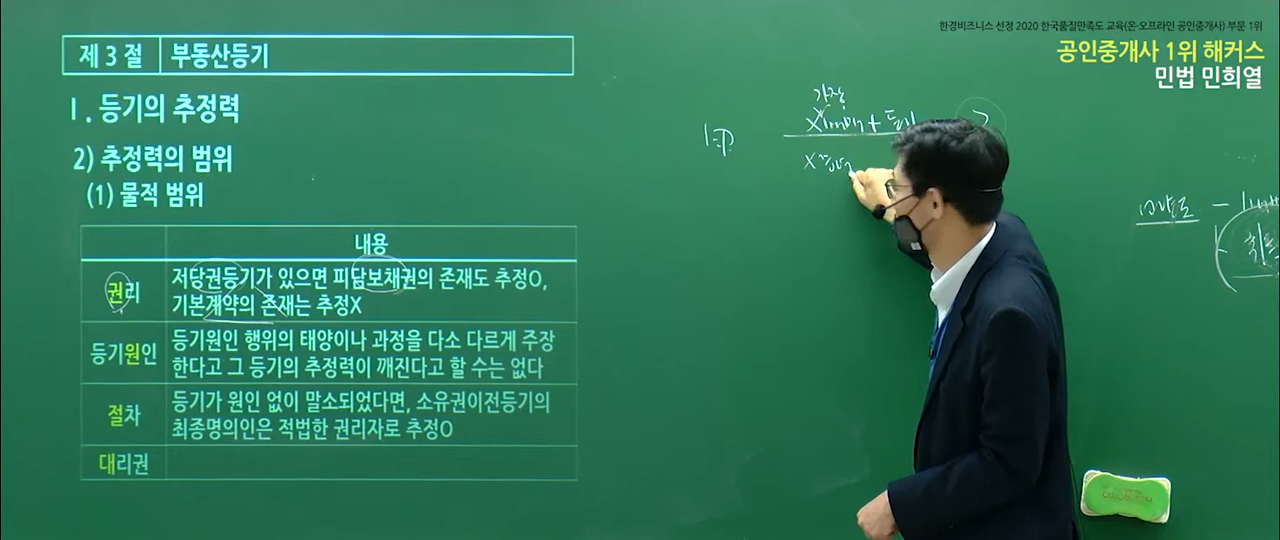 한경비즈니스 선정 2020 한국품질만족도 교육(온·오프라인 공인중개사) 부문 1위
공인중개사 1위 해커스
민법 민희열
제 3 절 부동산등기
Ⅰ. 등기의 추정력
2) 추정력의 범위
(1) 물적 범위
내용
권리 저당권등기가 있으면 피담보채권의 존재도 추정O,
기본계약의 존재는 추정X
등기원인 등기원인 행위의 태양이나 과정을 다소 다르게 주장
한다고 그 등기의 추정력이 깨진다고 할 수는 없다
절차 등기가 원인 없이 말소되었다면, 소유권이전등기의
최종명의인은 적법한 권리자로 추정O
대리권
가장